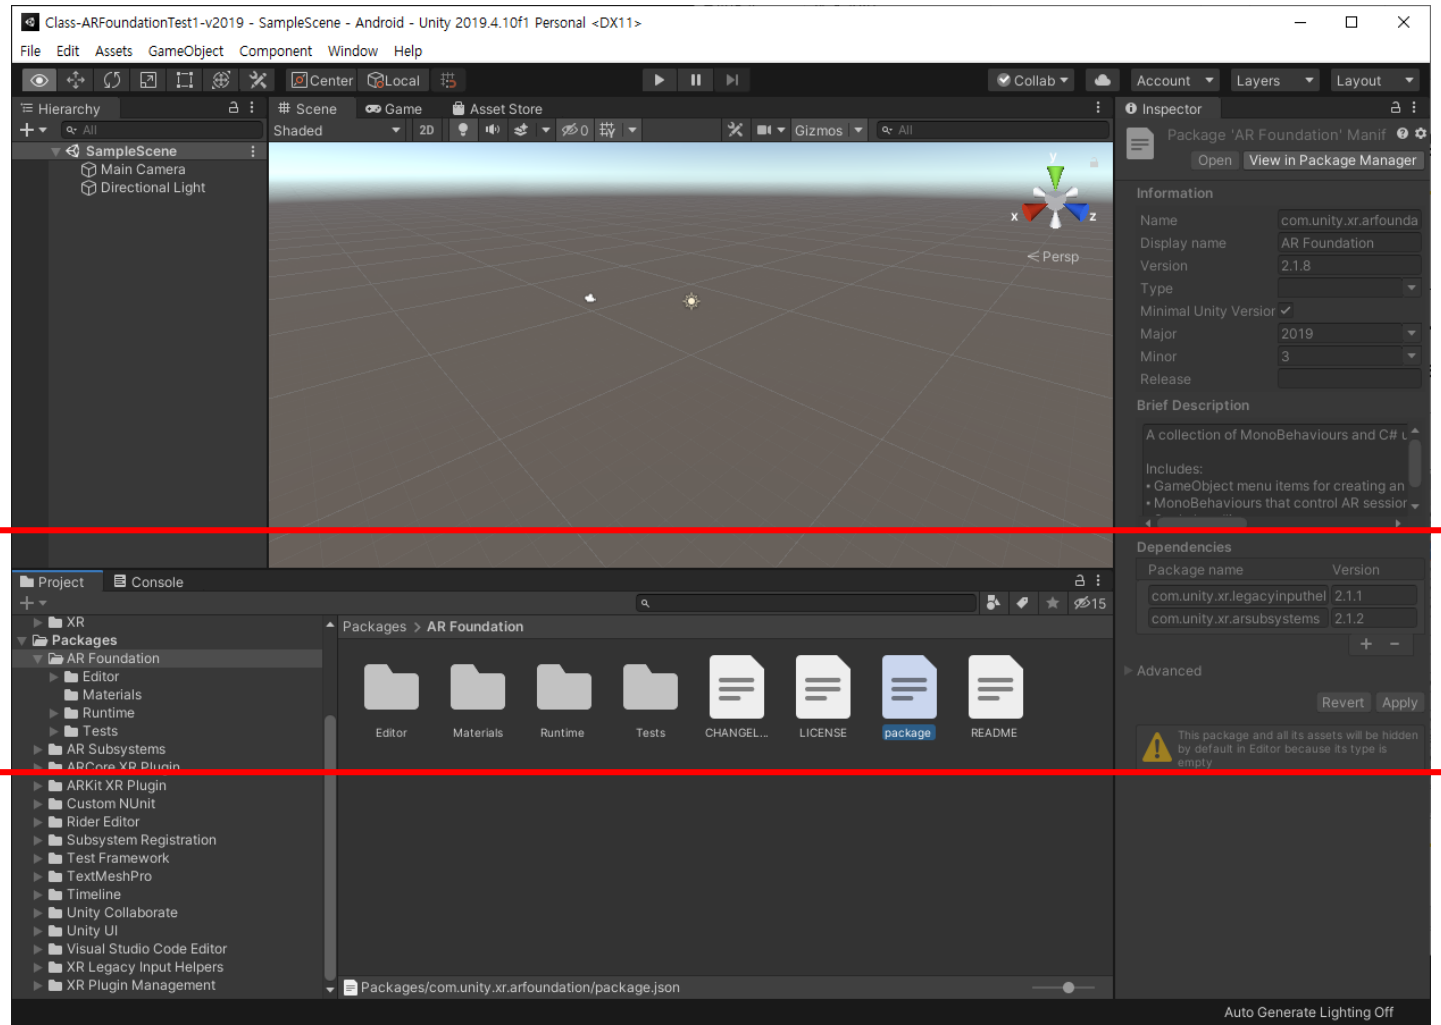 Class-ARFoundationTest1-v2019 - SampleScene - Android - Unity 2019.4.10f1 Personal <DX11>
File Edit Assets GameObject Component Window Help
Center Local Collab Account Layers Layout
Hierarchy
All
SampleScene
Main Camera
Directional Light
Scene Game Asset Store
Shaded 2D 0 Gizmos All
y
x z
Persp
Inspector
Package 'AR Foundation' Manif
Open View in Package Manager
Information
Name com.unity.xr.arfounda
Display name AR Foundation
Version 2.1.8
Type
Minimal Unity Version
Major 2019
Minor 3
Release
Brief Description
A collection of MonoBehaviours and C# u
Includes:
• GameObject menu items for creating an
• MonoBehaviours that control AR session
Dependencies
Package name Version
com.unity.xr.legacyinputhel 2.1.1
com.unity.xr.arsubsystems 2.1.2
+ -
Advanced
Revert Apply
This package and all its assets will be hidden
by default in Editor because its type is
empty
Project Console
15
XR
Packages
AR Foundation
Editor
Materials
Runtime
Tests
AR Subsystems
ARCore XR Plugin
ARKit XR Plugin
Custom NUnit
Rider Editor
Subsystem Registration
Test Framework
TextMeshPro
Timeline
Unity Collaborate
Unity UI
Visual Studio Code Editor
XR Legacy Input Helpers
XR Plugin Management
Packages > AR Foundation
Editor Materials Runtime Tests CHANGEL... LICENSE package README
Packages/com.unity.xr.arfoundation/package.json
Auto Generate Lighting Off